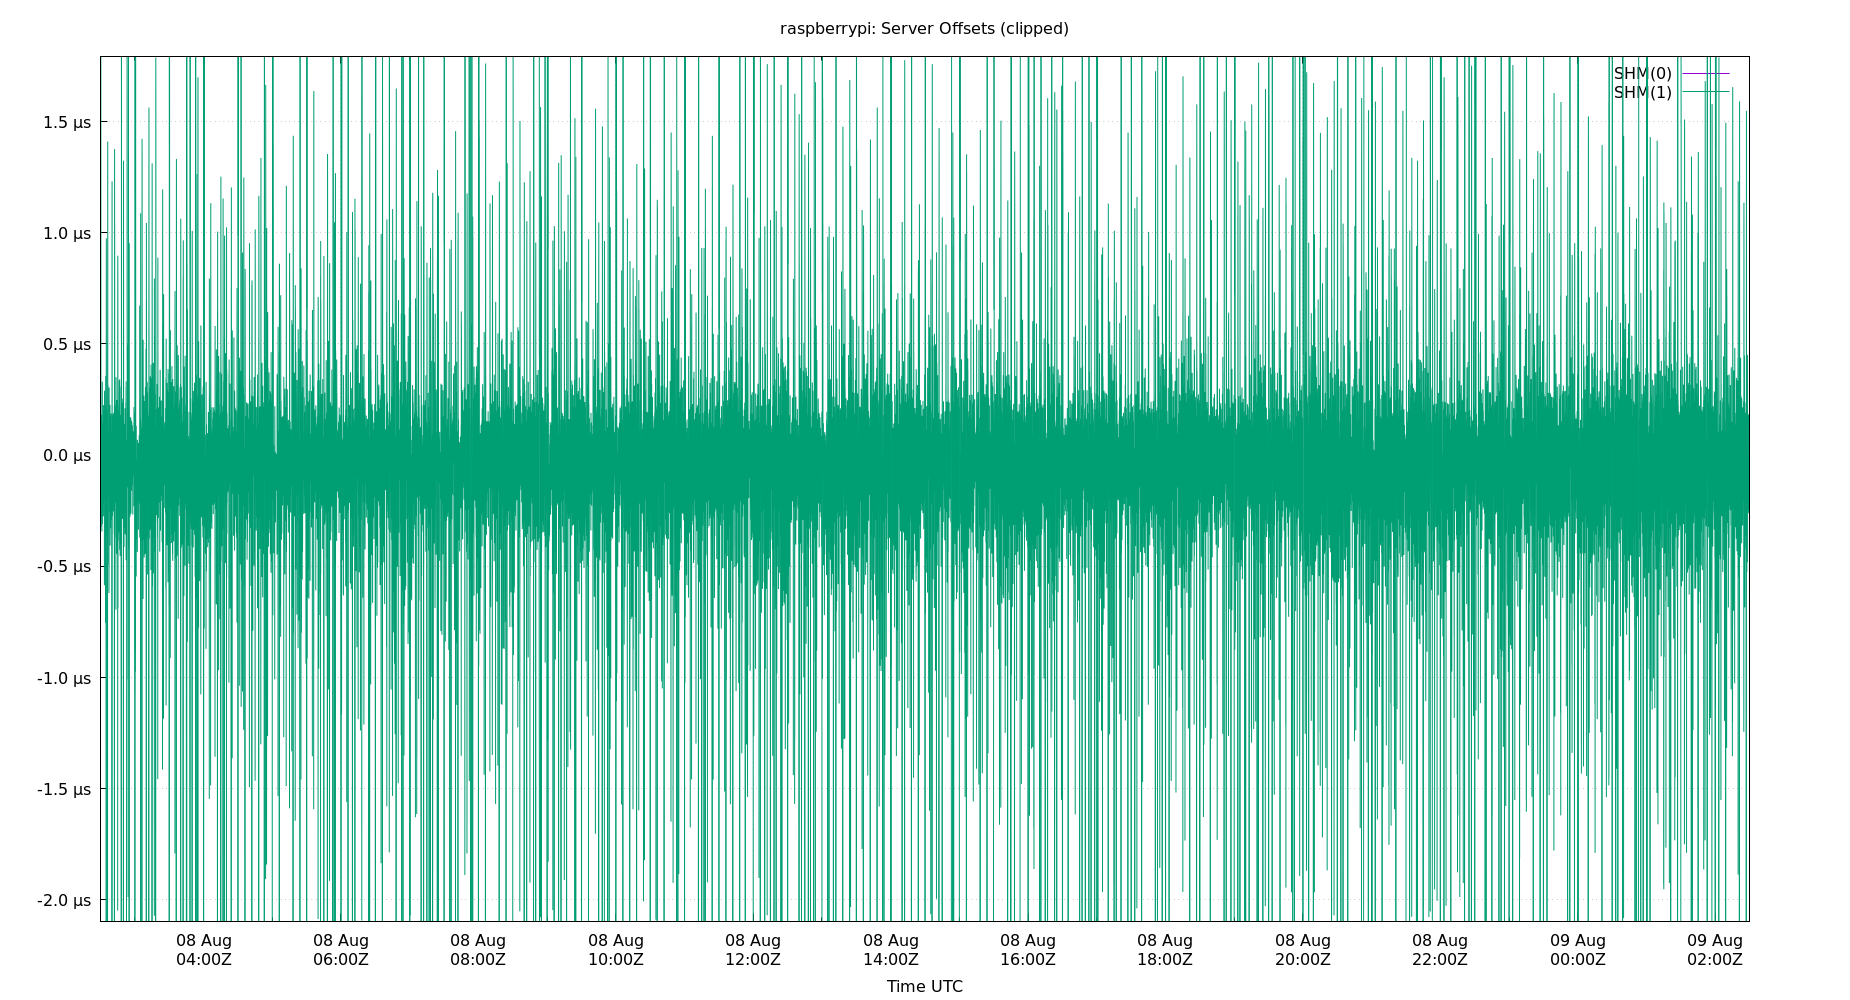 raspberrypi: Server Offsets (clipped)
SHM(0)
SHM(1)
1.5 µs
1.0 µs
0.5 µs
0.0 µs
-0.5 µs
-1.0 µs
-1.5 µs
-2.0 µs
08 Aug 08 Aug 08 Aug 08 Aug 08 Aug 08 Aug 08 Aug 08 Aug 08 Aug 08 Aug 09 Aug 09 Aug
04:00Z 06:00Z 08:00Z 10:00Z 12:00Z 14:00Z 16:00Z 18:00Z 20:00Z 22:00Z 00:00Z 02:00Z
Time UTC